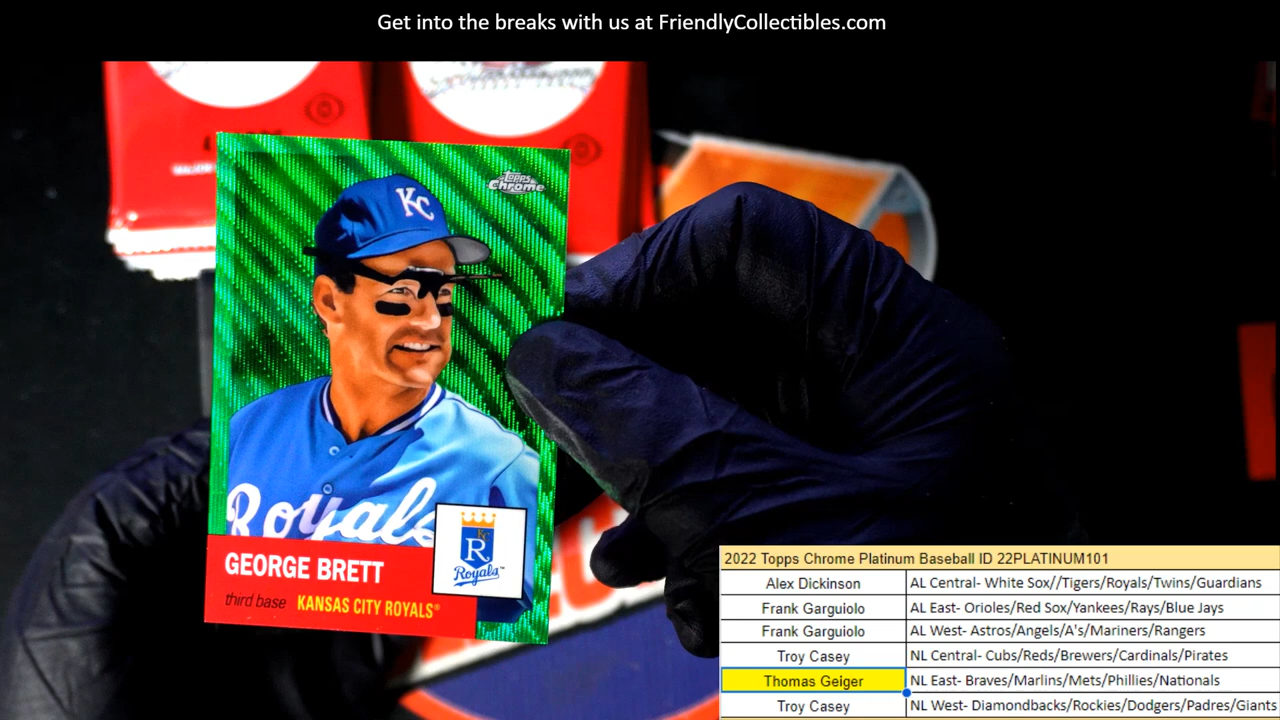 Get into the breaks with us at FriendlyCollectibles.com
Topps
Chrome
KC
Royals
KC
R
Royals™
GEORGE BRETT
third base KANSAS CITY ROYALS®
2022 Topps Chrome Platinum Baseball ID 22PLATINUM101
Alex Dickinson AL Central- White Sox//Tigers/Royals/Twins/Guardians
Frank Garguiolo AL East- Orioles/Red Sox/Yankees/Rays/Blue Jays
Frank Garguiolo AL West- Astros/Angels/A's/Mariners/Rangers
Troy Casey NL Central- Cubs/Reds/Brewers/Cardinals/Pirates
Thomas Geiger NL East- Braves/Marlins/Mets/Phillies/Nationals
Troy Casey NL West- Diamondbacks/Rockies/Dodgers/Padres/Giants